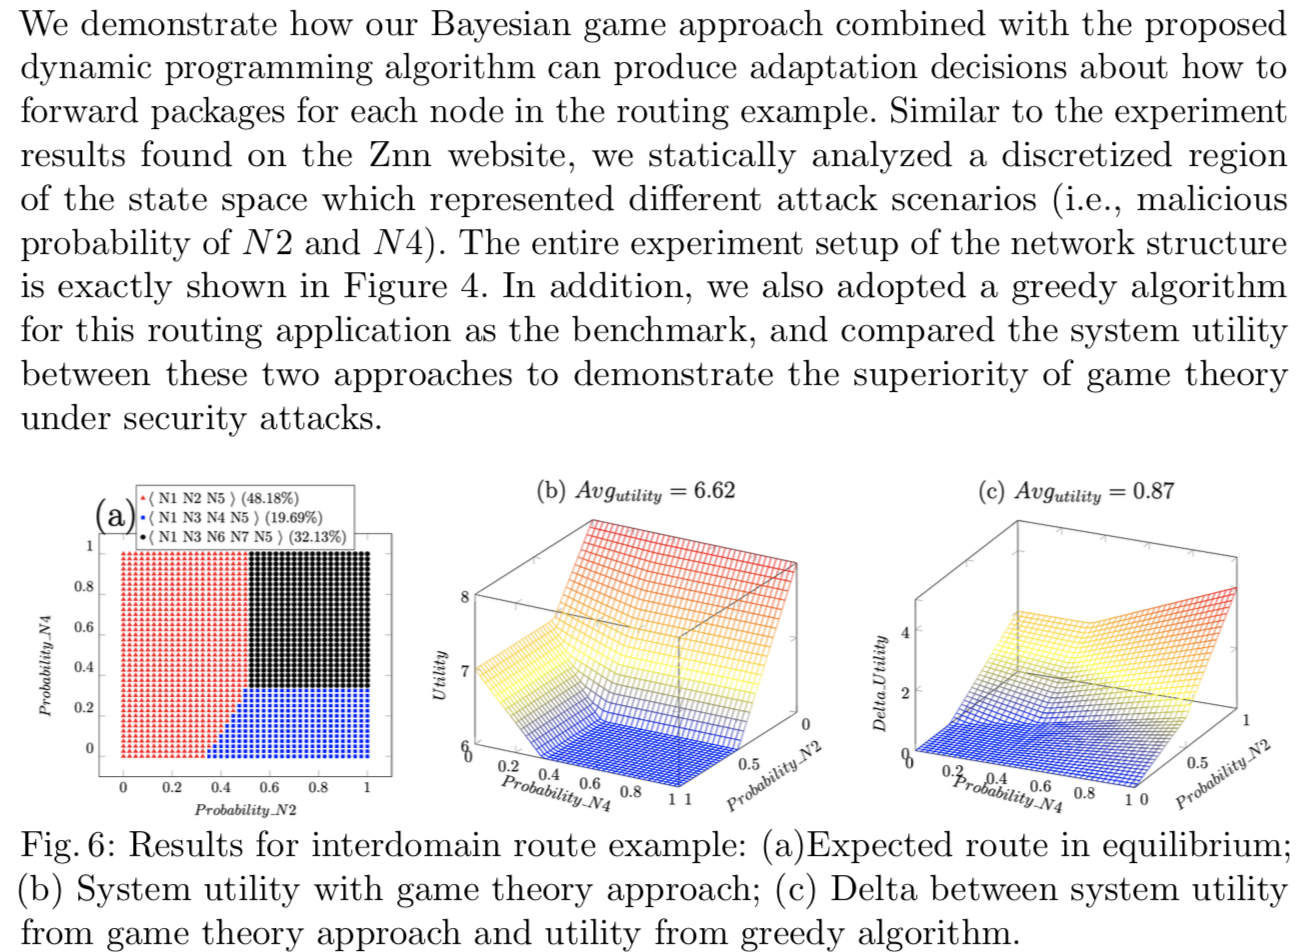 We demonstrate how our Bayesian game approach combined with the proposed
dynamic programming algorithm can produce adaptation decisions about how to
forward packages for each node in the routing example. Similar to the experiment
results found on the Znn website, we statically analyzed a discretized region
of the state space which represented different attack scenarios (i.e., malicious
probability of N2 and N4). The entire experiment setup of the network structure
is exactly shown in Figure 4. In addition, we also adopted a greedy algorithm
for this routing application as the benchmark, and compared the system utility
between these two approaches to demonstrate the superiority of game theory
under security attacks.
(a)
⟨ N1 N2 N5 ⟩ (48.18%)
⟨ N1 N3 N4 N5 ⟩ (19.69%)
⟨ N1 N3 N6 N7 N5 ⟩ (32.13%)
1
0.8
0.6
0.4
0.2
0
Probability_N4
0 0.2 0.4 0.6 0.8 1
Probability_N2
(b) Avg_utility = 6.62
8
7
6
Utility
0 0.2 0.4 0.6 0.8 1
Probability_N4
1 0.5 0
Probability_N2
(c) Avg_utility = 0.87
4
2
0
Delta_Utility
0 0.2 0.4 0.6 0.8 1
Probability_N4
0 0.5 1
Probability_N2
Fig. 6: Results for interdomain route example: (a)Expected route in equilibrium;
(b) System utility with game theory approach; (c) Delta between system utility
from game theory approach and utility from greedy algorithm.